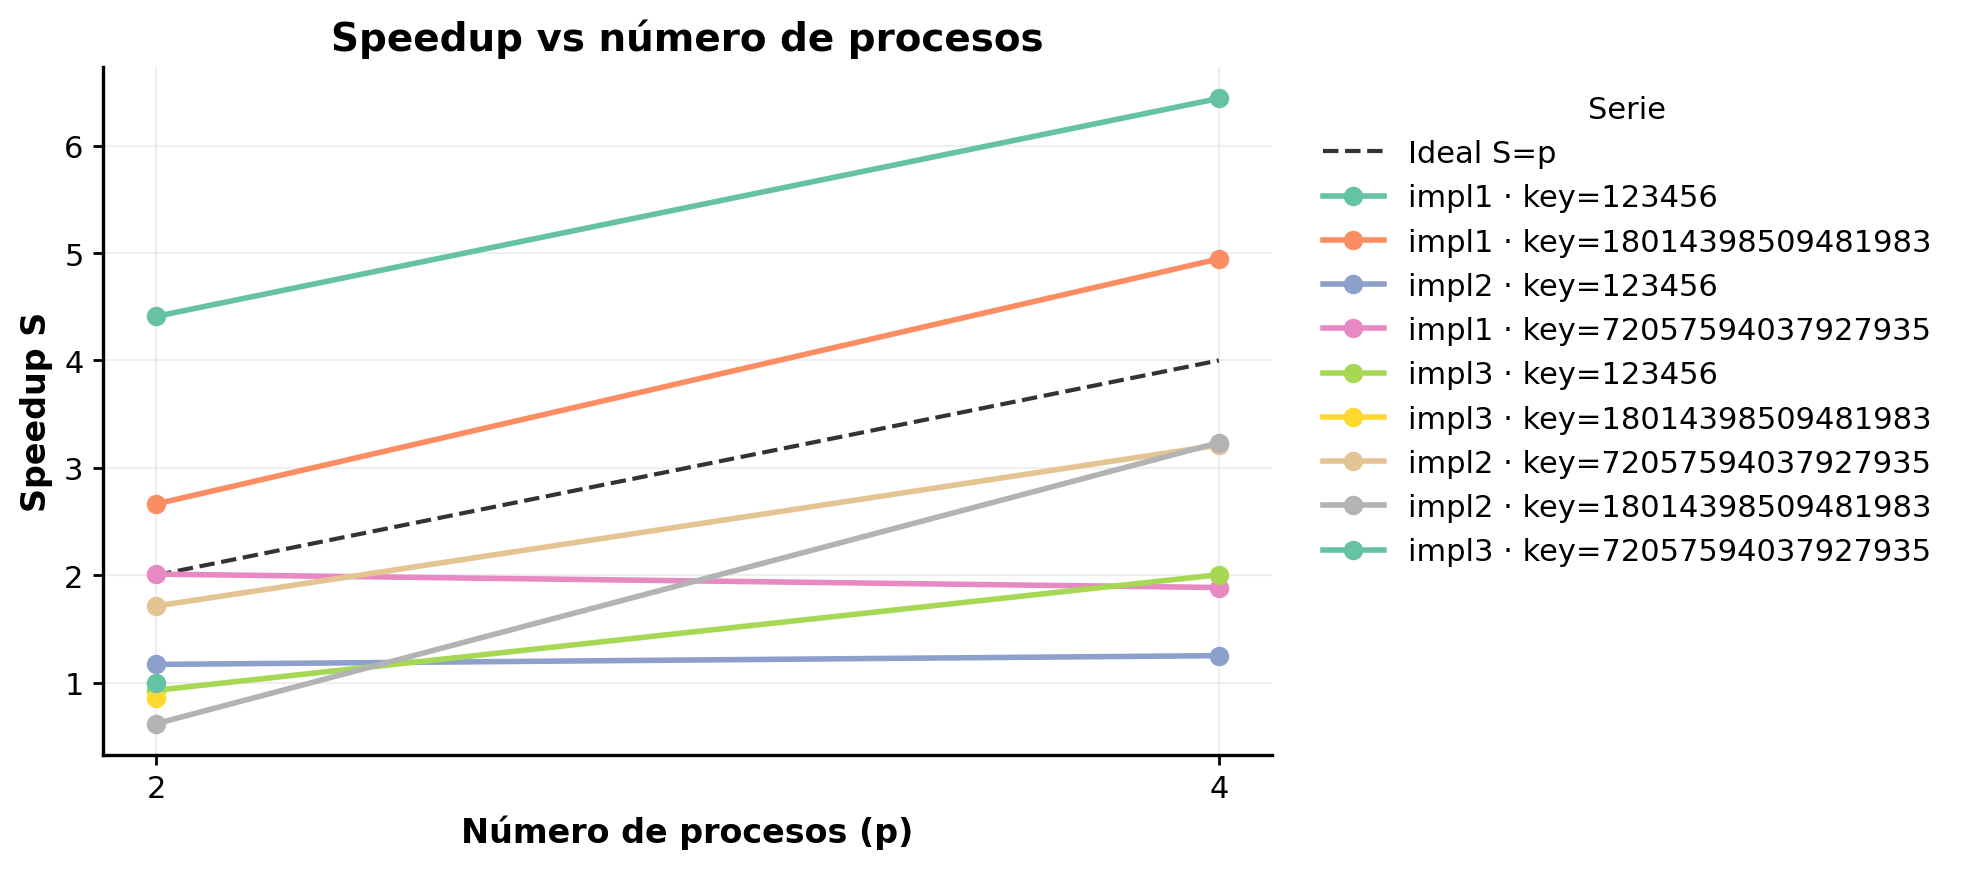 Speedup vs número de procesos
Speedup S
6
5
4
3
2
1
2
4
Número de procesos (p)
Serie
Ideal S=p
impl1 · key=123456
impl1 · key=18014398509481983
impl2 · key=123456
impl1 · key=72057594037927935
impl3 · key=123456
impl3 · key=18014398509481983
impl2 · key=72057594037927935
impl2 · key=18014398509481983
impl3 · key=72057594037927935